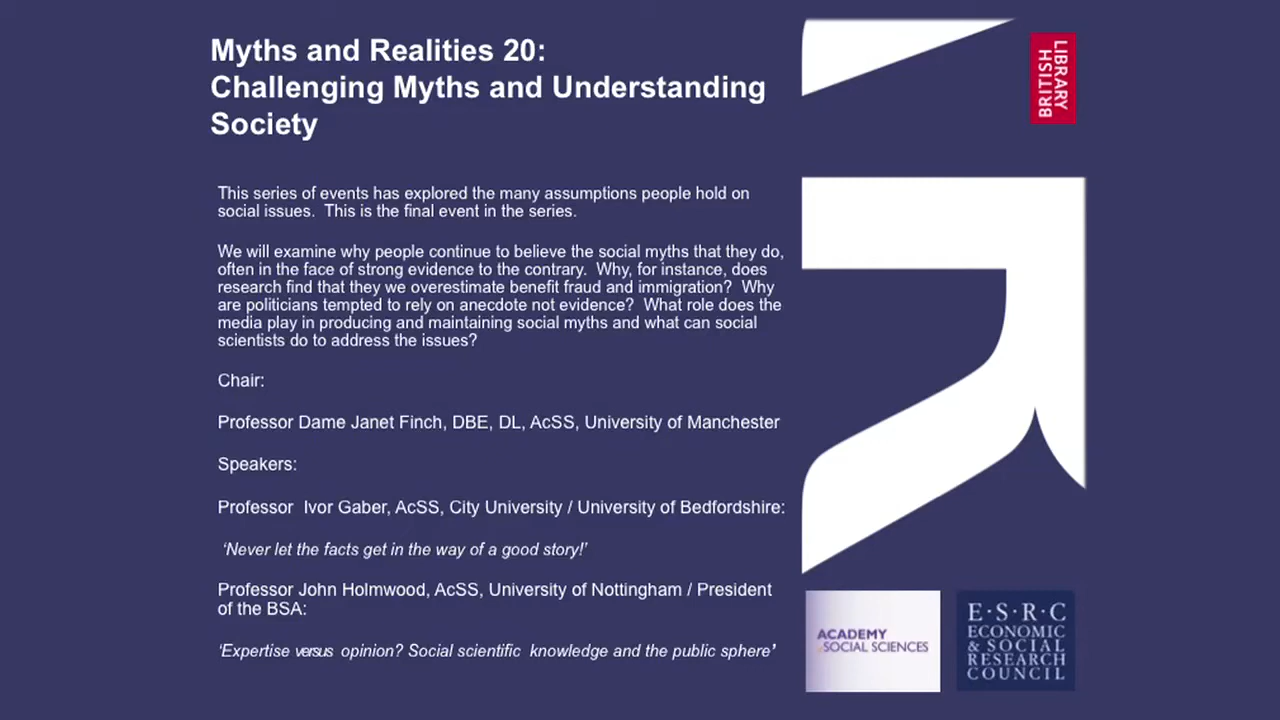 Myths and Realities 20:
Challenging Myths and Understanding
Society
This series of events has explored the many assumptions people hold on
social issues.  This is the final event in the series.
We will examine why people continue to believe the social myths that they do,
often in the face of strong evidence to the contrary.  Why, for instance, does
research find that they we overestimate benefit fraud and immigration?  Why
are politicians tempted to rely on anecdote not evidence?  What role does the
media play in producing and maintaining social myths and what can social
scientists do to address the issues?
Chair:
Professor Dame Janet Finch, DBE, DL, AcSS, University of Manchester
Speakers:
Professor  Ivor Gaber, AcSS, City University / University of Bedfordshire:
‘Never let the facts get in the way of a good story!’
Professor John Holmwood, AcSS, University of Nottingham / President
of the BSA:
‘Expertise versus  opinion? Social scientific  knowledge and the public sphere’
LIBRARY
BRITISH
ACADEMY
SOCIAL SCIENCES
E·S·R·C
ECONOMIC
& SOCIAL
RESEARCH
COUNCIL